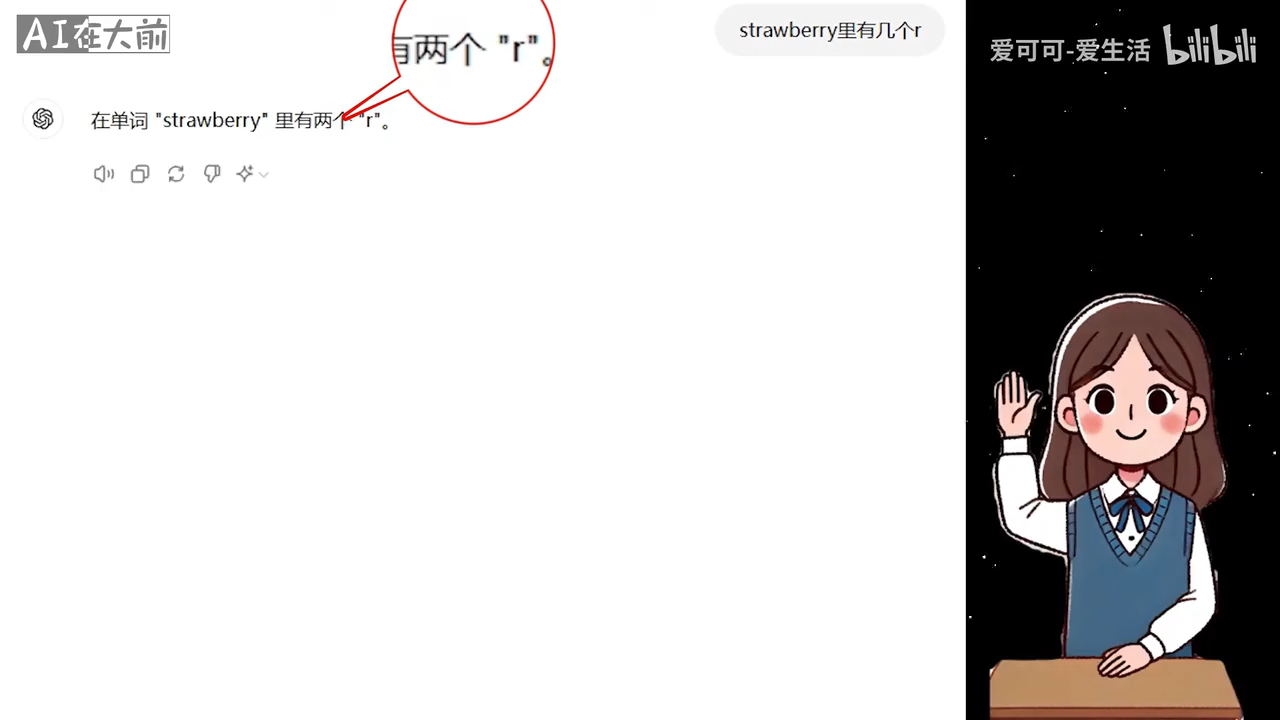 AI在大前
有两个 "r"。
strawberry里有几个r
爱可可-爱生活 bilibili
在单词 "strawberry" 里有两个 "r"。